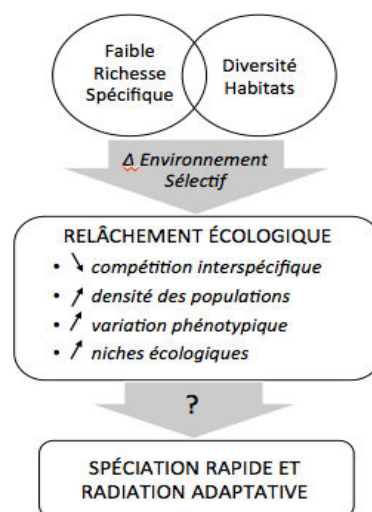 Faible
Richesse
Spécifique
Diversité
Habitats
Δ Environnement
Sélectif
RELÂCHEMENT ÉCOLOGIQUE
• ↘ compétition interspécifique
• ↗ densité des populations
• ↗ variation phénotypique
• ↗ niches écologiques
?
SPÉCIATION RAPIDE ET
RADIATION ADAPTATIVE